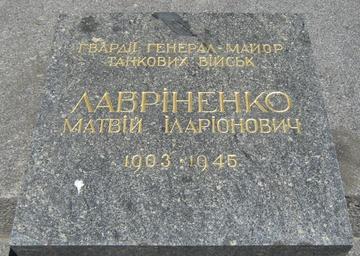 ГВАРДІЇ ГЕНЕРАЛ-МАЙОР
ТАНКОВИХ ВІЙСЬК
ЛАВРІНЕНКО
МАТВІЙ ІЛАРІОНОВИЧ
1903 · 1945